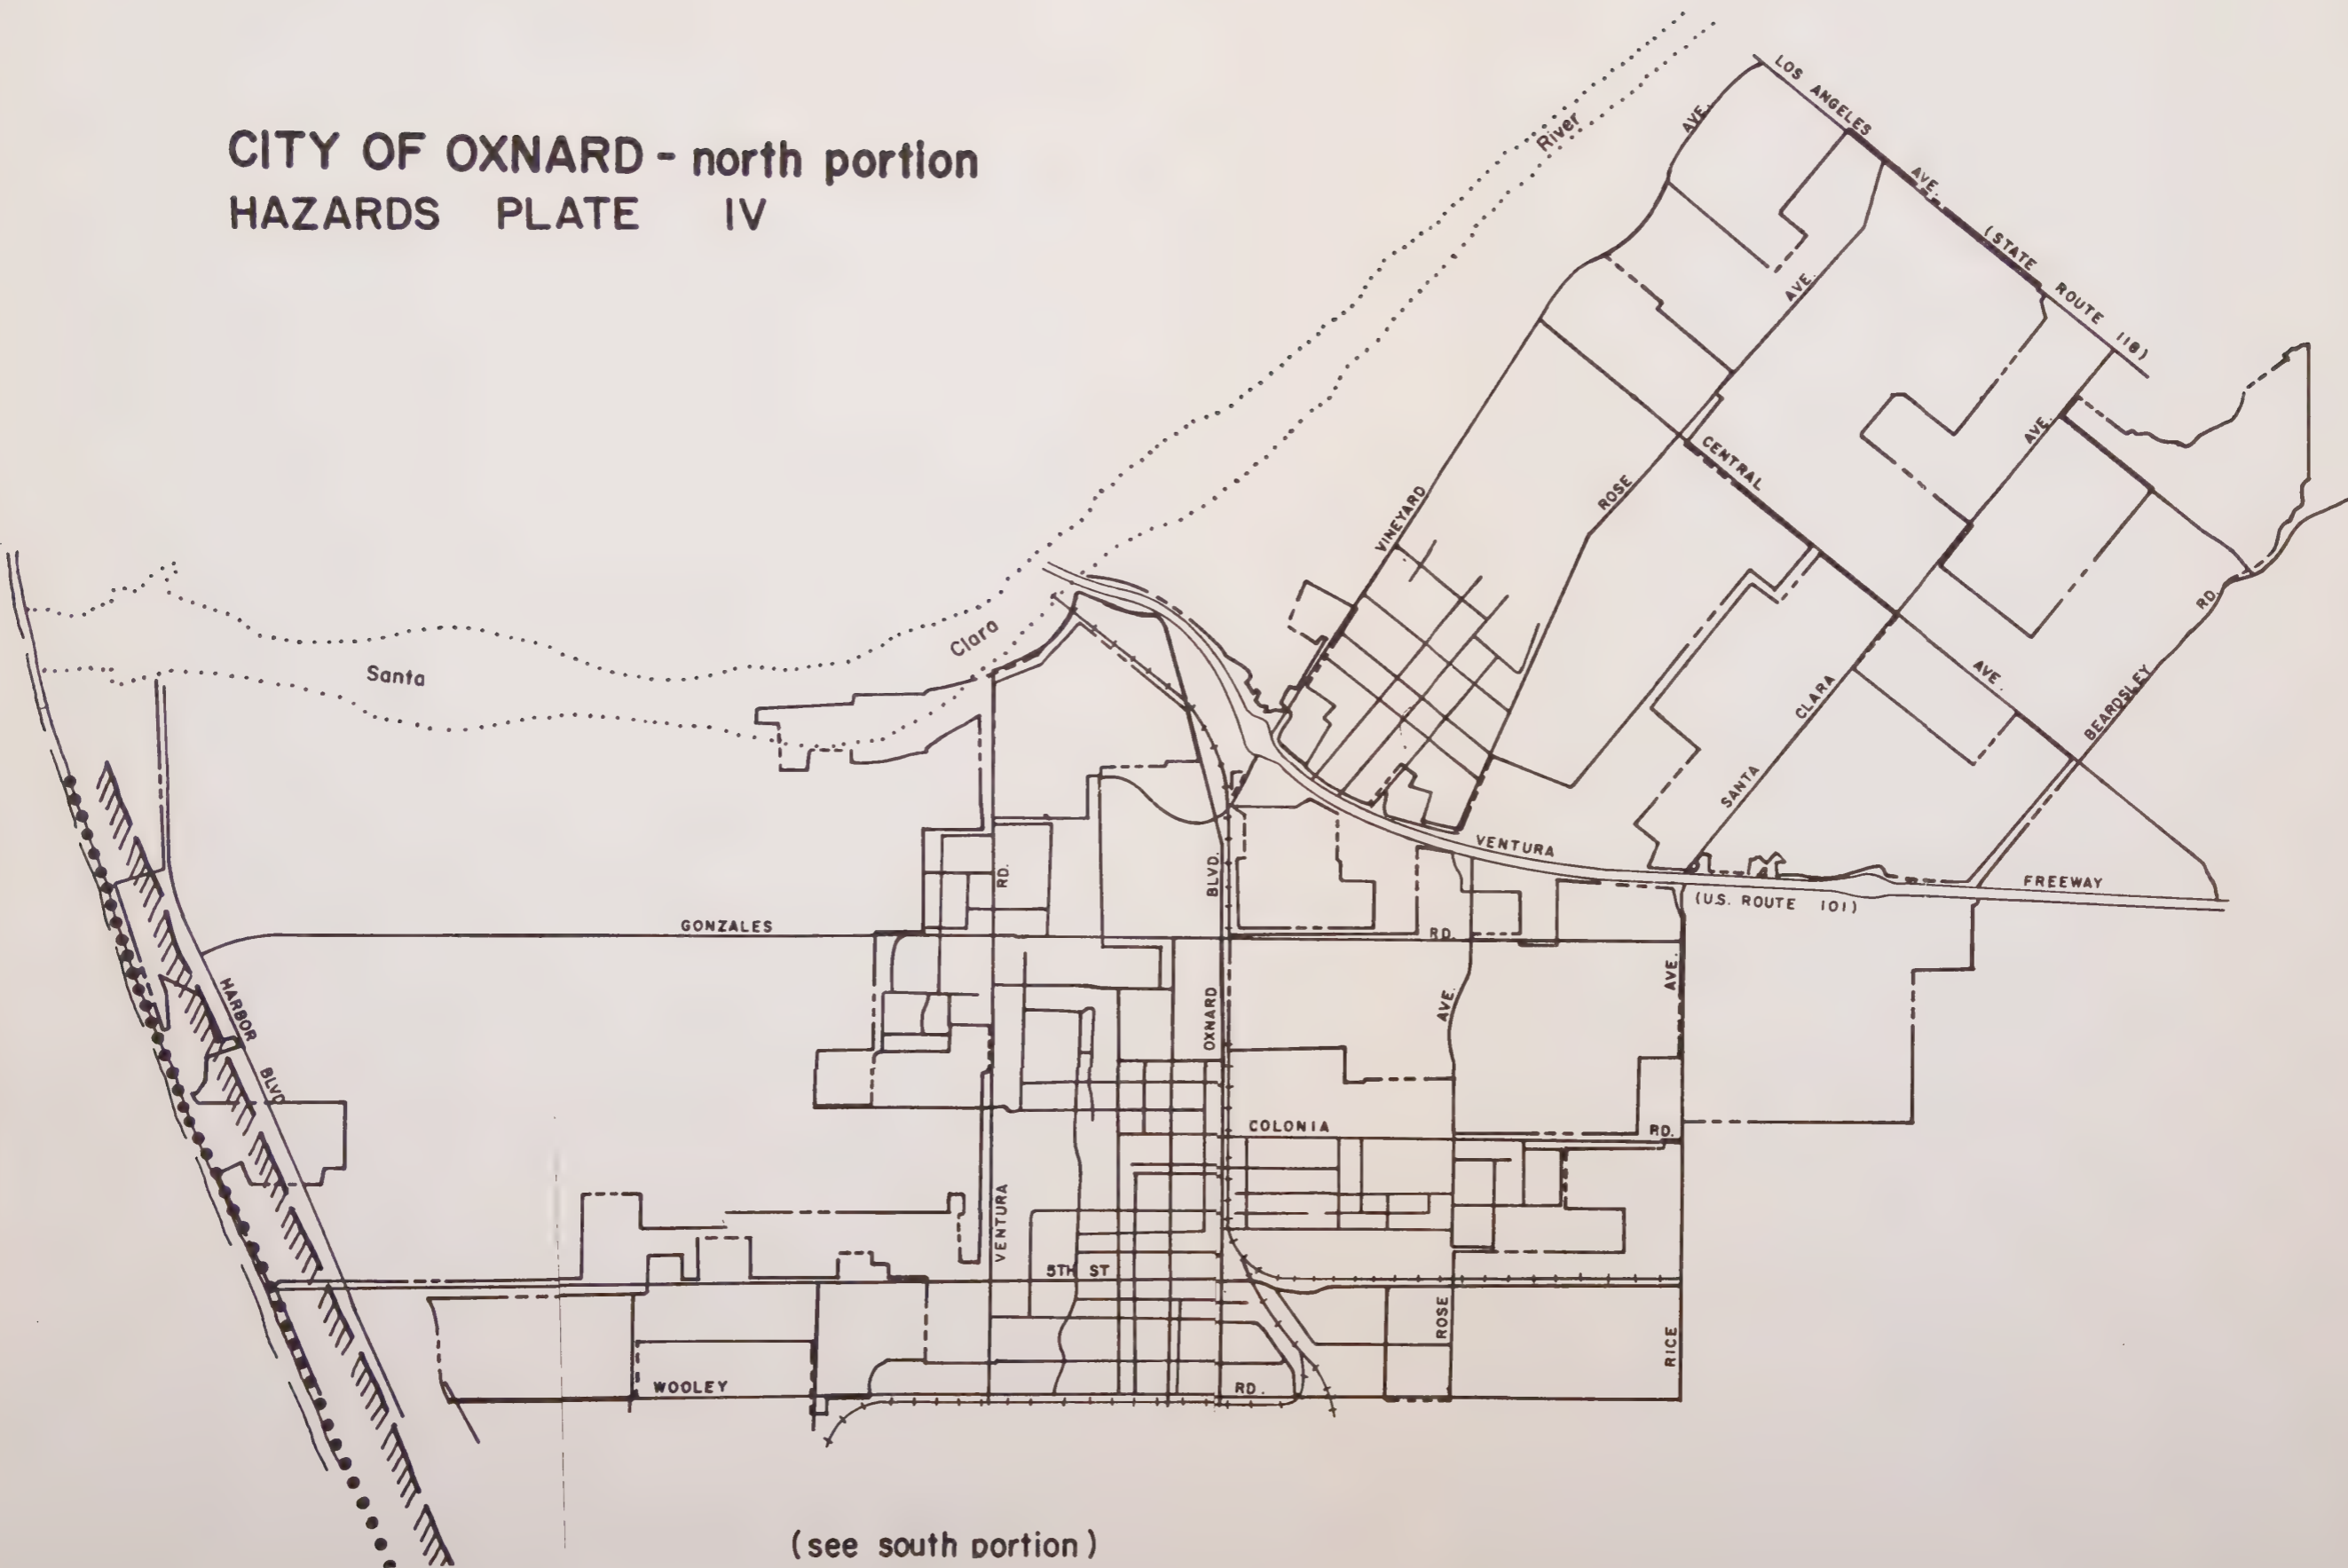 CITY OF OXNARD - north portion
HAZARDS PLATE IV
LOS ANGELES AVE. (STATE ROUTE 118)
AVE.
River
AVE.
CENTRAL
AVE.
ROSE
VINEYARD
RD.
Clara
Santa
AVE.
CLARA
BEARDSLEY
SANTA
VENTURA
FREEWAY
(U.S. ROUTE 101)
RD.
BLVD.
GONZALES
RD.
AVE.
AVE.
HARBOR
OXNARD
BLVD
COLONIA
RD.
VENTURA
5TH ST
ROSE
RICE
WOOLEY
RD.
(see south portion)